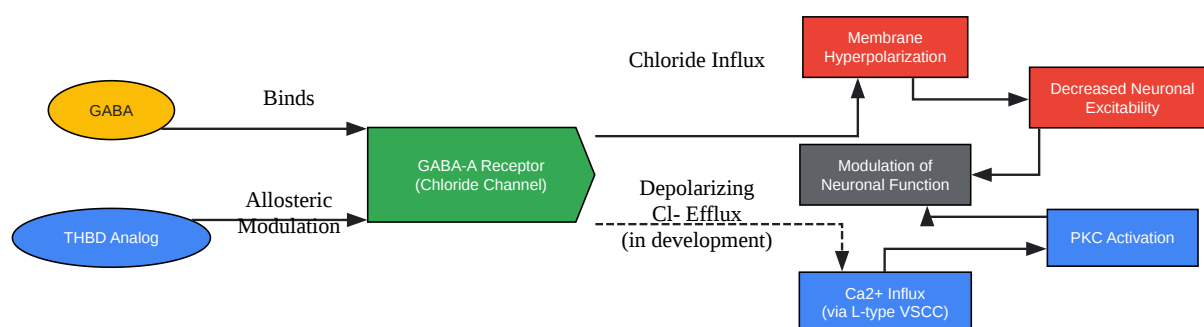 GABA
Binds
THBD Analog
Allosteric
Modulation
GABA-A Receptor
(Chloride Channel)
Chloride Influx
Membrane
Hyperpolarization
Decreased Neuronal
Excitability
Modulation of
Neuronal Function
Depolarizing
Cl- Efflux
(in development)
Ca2+ Influx
(via L-type VSCC)
PKC Activation